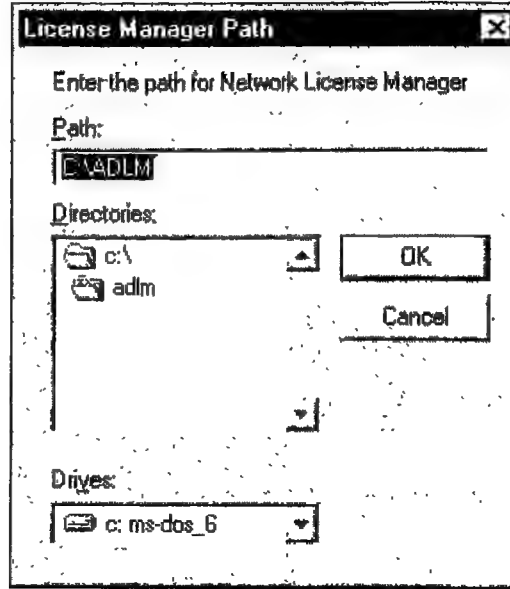 License Manager Path
Enter the path for Network License Manager
Path:
C:\ADLM
Directories:
c:\
adlm
OK
Cancel
Drives:
c: ms-dos_6